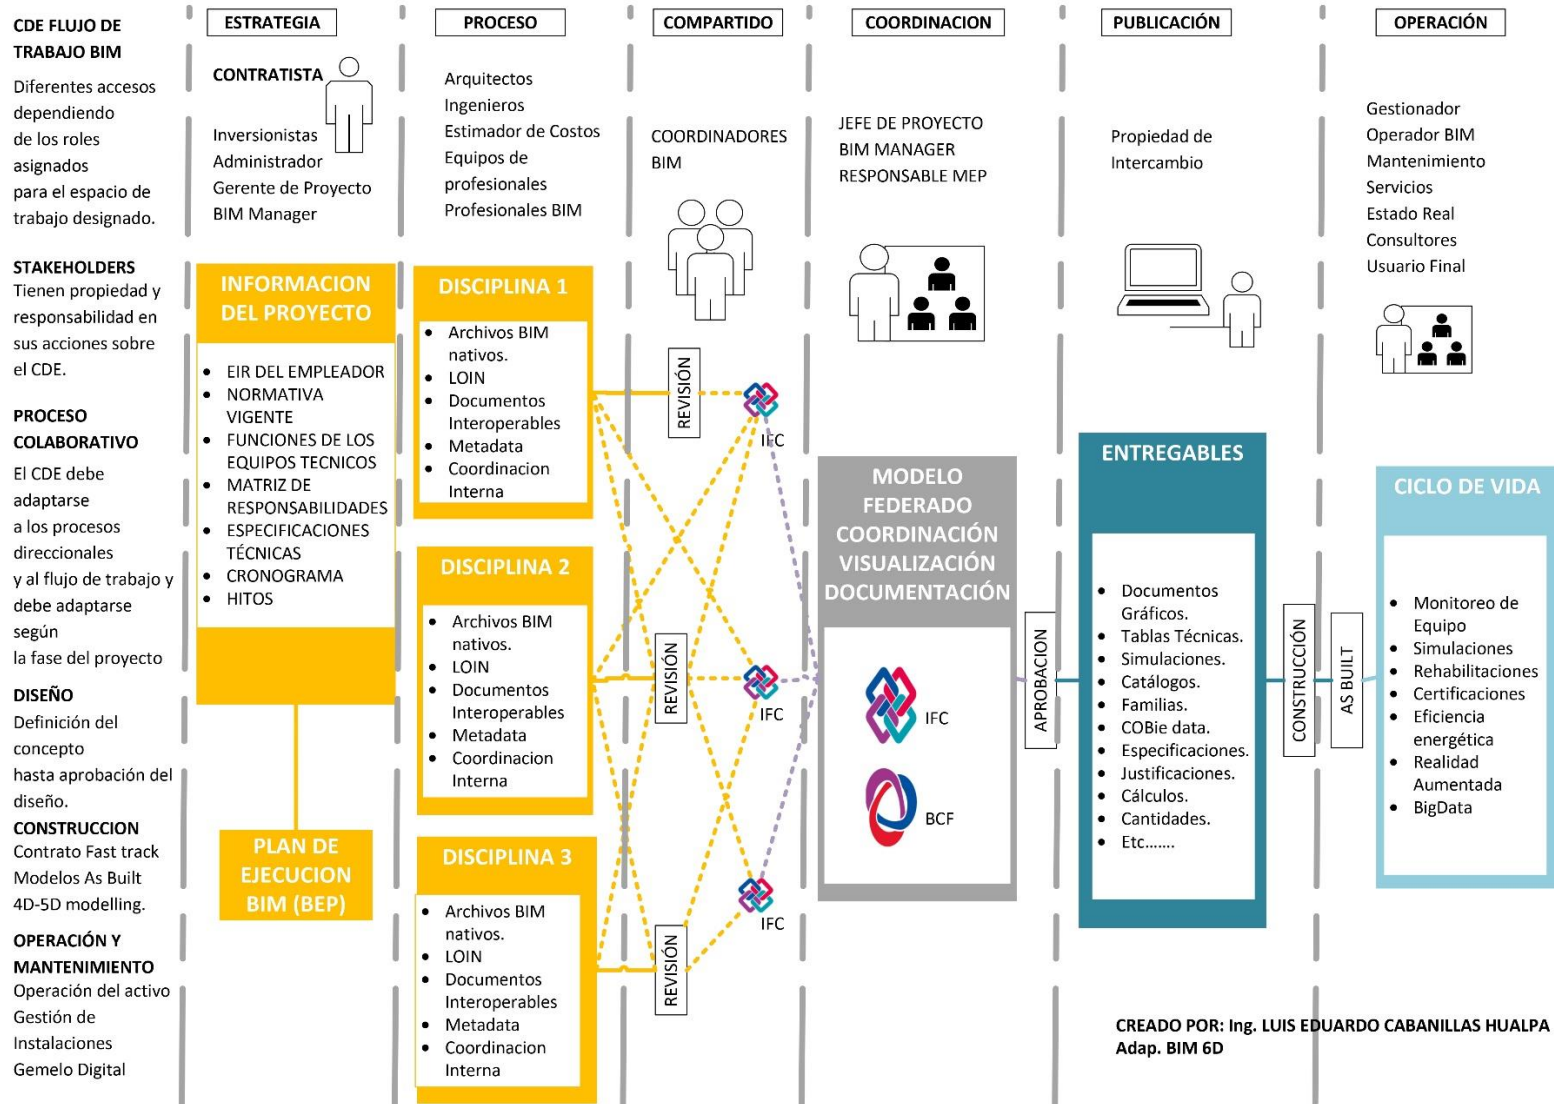 CDE FLUJO DE
TRABAJO BIM
Diferentes accesos
dependiendo
de los roles
asignados
para el espacio de
trabajo designado.
STAKEHOLDERS
Tienen propiedad y
responsabilidad en
sus acciones sobre
el CDE.
PROCESO
COLABORATIVO
El CDE debe
adaptarse
a los procesos
direccionales
y al flujo de trabajo y
debe adaptarse
según
la fase del proyecto
DISEÑO
Definición del
concepto
hasta aprobación del
diseño.
CONSTRUCCION
Contrato Fast track
Modelos As Built
4D-5D modelling.
OPERACIÓN Y
MANTENIMIENTO
Operación del activo
Gestión de
Instalaciones
Gemelo Digital
ESTRATEGIA
CONTRATISTA
Inversionistas
Administrador
Gerente de Proyecto
BIM Manager
INFORMACION
DEL PROYECTO
• EIR DEL EMPLEADOR
• NORMATIVA
VIGENTE
• FUNCIONES DE LOS
EQUIPOS TECNICOS
• MATRIZ DE
RESPONSABILIDADES
• ESPECIFICACIONES
TÉCNICAS
• CRONOGRAMA
• HITOS
PLAN DE
EJECUCION
BIM (BEP)
PROCESO
Arquitectos
Ingenieros
Estimador de Costos
Equipos de
profesionales
Profesionales BIM
DISCIPLINA 1
• Archivos BIM
nativos.
• LOIN
• Documentos
Interoperables
• Metadata
• Coordinacion
Interna
DISCIPLINA 2
• Archivos BIM
nativos.
• LOIN
• Documentos
Interoperables
• Metadata
• Coordinacion
Interna
DISCIPLINA 3
• Archivos BIM
nativos.
• LOIN
• Documentos
Interoperables
• Metadata
• Coordinacion
Interna
COMPARTIDO
COORDINADORES
BIM
REVISIÓN
IFC
REVISIÓN
IFC
IFC
REVISIÓN
COORDINACION
JEFE DE PROYECTO
BIM MANAGER
RESPONSABLE MEP
MODELO
FEDERADO
COORDINACIÓN
VISUALIZACIÓN
DOCUMENTACIÓN
IFC
BCF
APROBACION
PUBLICACIÓN
Propiedad de
Intercambio
ENTREGABLES
• Documentos
Gráficos.
• Tablas Técnicas.
• Simulaciones.
• Catálogos.
• Familias.
• COBie data.
• Especificaciones.
• Justificaciones.
• Cálculos.
• Cantidades.
• Etc.......
CONSTRUCCIÓN
AS BUILT
OPERACIÓN
Gestionador
Operador BIM
Mantenimiento
Servicios
Estado Real
Consultores
Usuario Final
CICLO DE VIDA
• Monitoreo de
Equipo
• Simulaciones
• Rehabilitaciones
• Certificaciones
• Eficiencia
energética
• Realidad
Aumentada
• BigData
CREADO POR: Ing. LUIS EDUARDO CABANILLAS HUALPA
Adap. BIM 6D